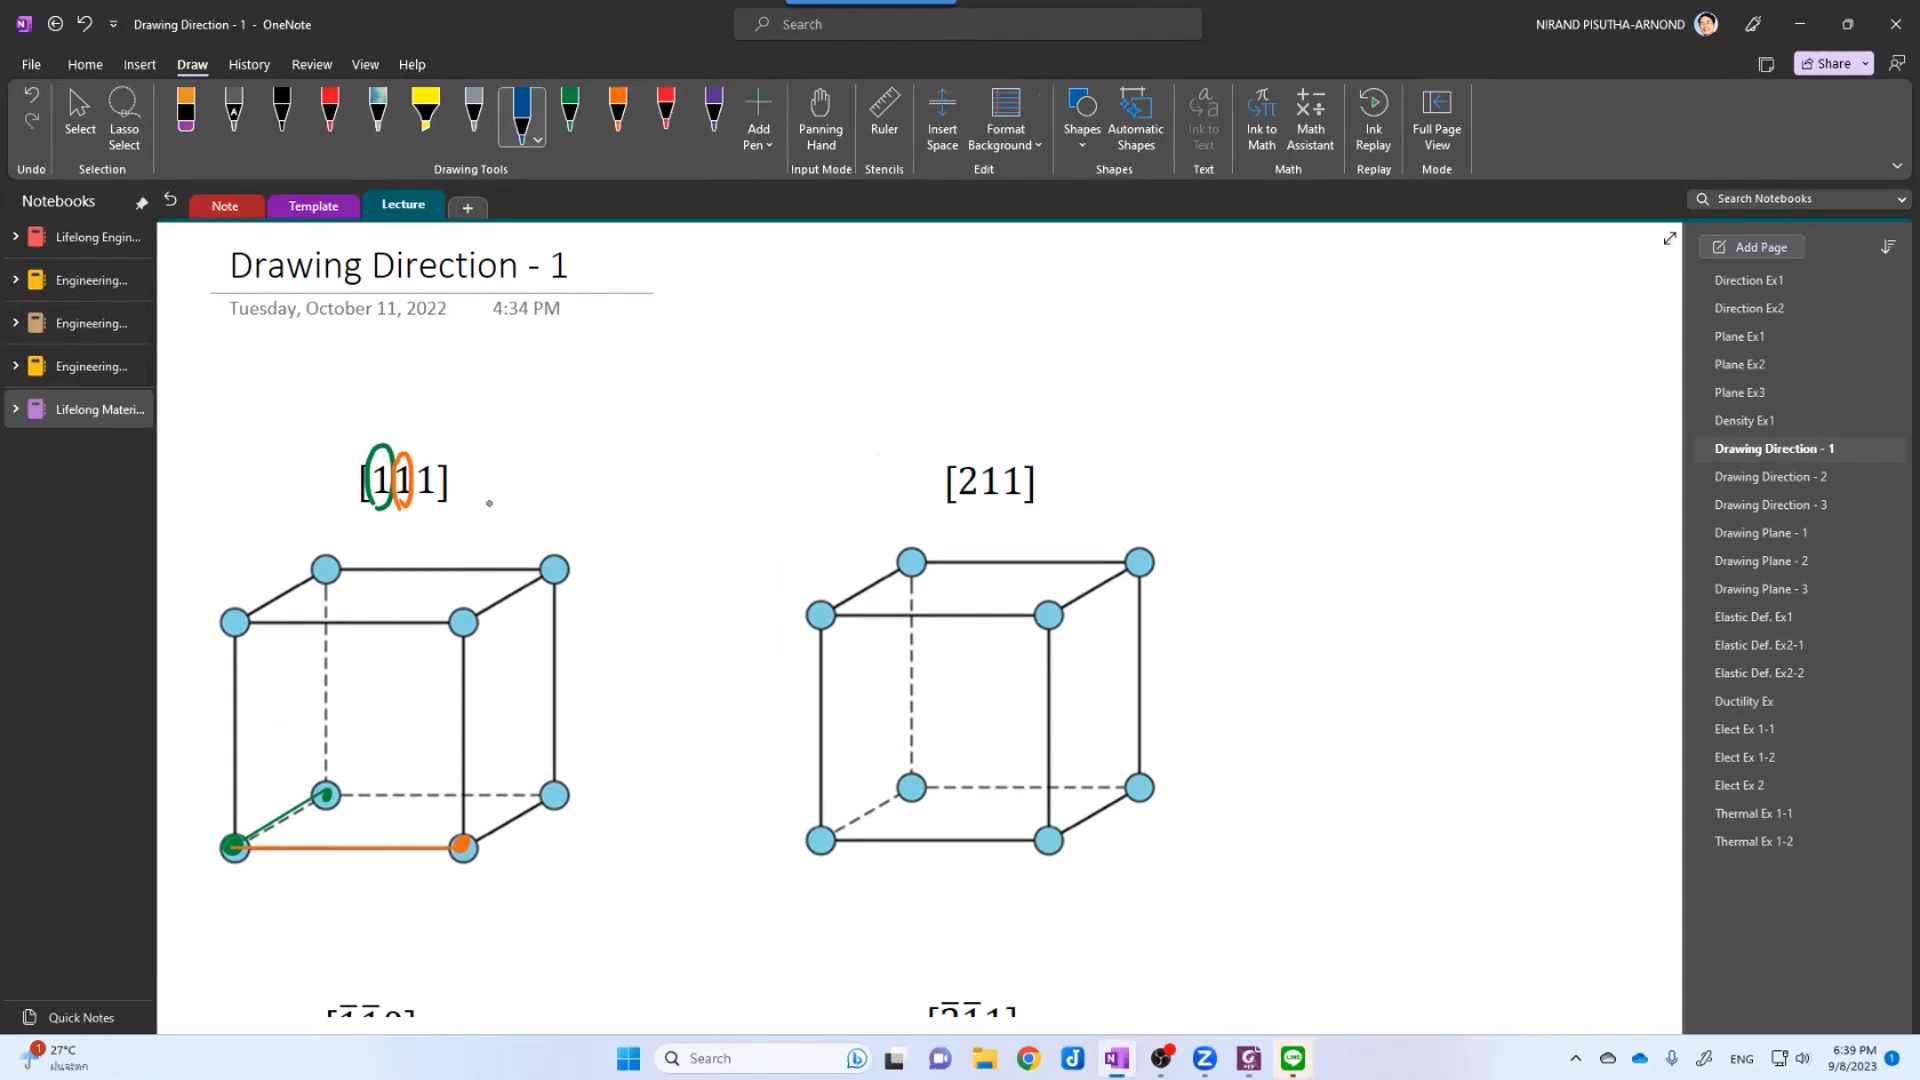 Drawing Direction - 1 - OneNote
Search
NIRAND PISUTHA-ARNOND
File Home Insert Draw History Review View Help
Share
Undo
Select
Lasso Select
Selection
Drawing Tools
Add Pen
Panning Hand
Input Mode
Ruler
Stencils
Insert Space
Format Background
Edit
Shapes
Automatic Shapes
Shapes
Ink to Text
Text
Ink to Math
Math Assistant
Math
Ink Replay
Replay
Full Page View
Mode
Notebooks
Note
Template
Lecture
Search Notebooks
Lifelong Engin...
Engineering...
Engineering...
Engineering...
Lifelong Materi...
Quick Notes
Drawing Direction - 1
Tuesday, October 11, 2022 4:34 PM
[111]
[211]
[1̅1̅0]
[2̅1̅1]
Add Page
Direction Ex1
Direction Ex2
Plane Ex1
Plane Ex2
Plane Ex3
Density Ex1
Drawing Direction - 1
Drawing Direction - 2
Drawing Direction - 3
Drawing Plane - 1
Drawing Plane - 2
Drawing Plane - 3
Elastic Def. Ex1
Elastic Def. Ex2-1
Elastic Def. Ex2-2
Ductility Ex
Elect Ex 1-1
Elect Ex 1-2
Elect Ex 2
Thermal Ex 1-1
Thermal Ex 1-2
1
27°C
Search
ENG
6:39 PM
9/8/2023
1